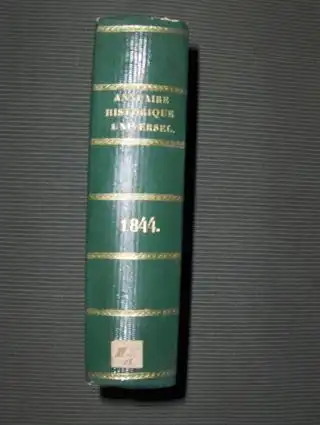 ANNUAIRE
HISTORIQUE
UNIVERSEL.
1844.